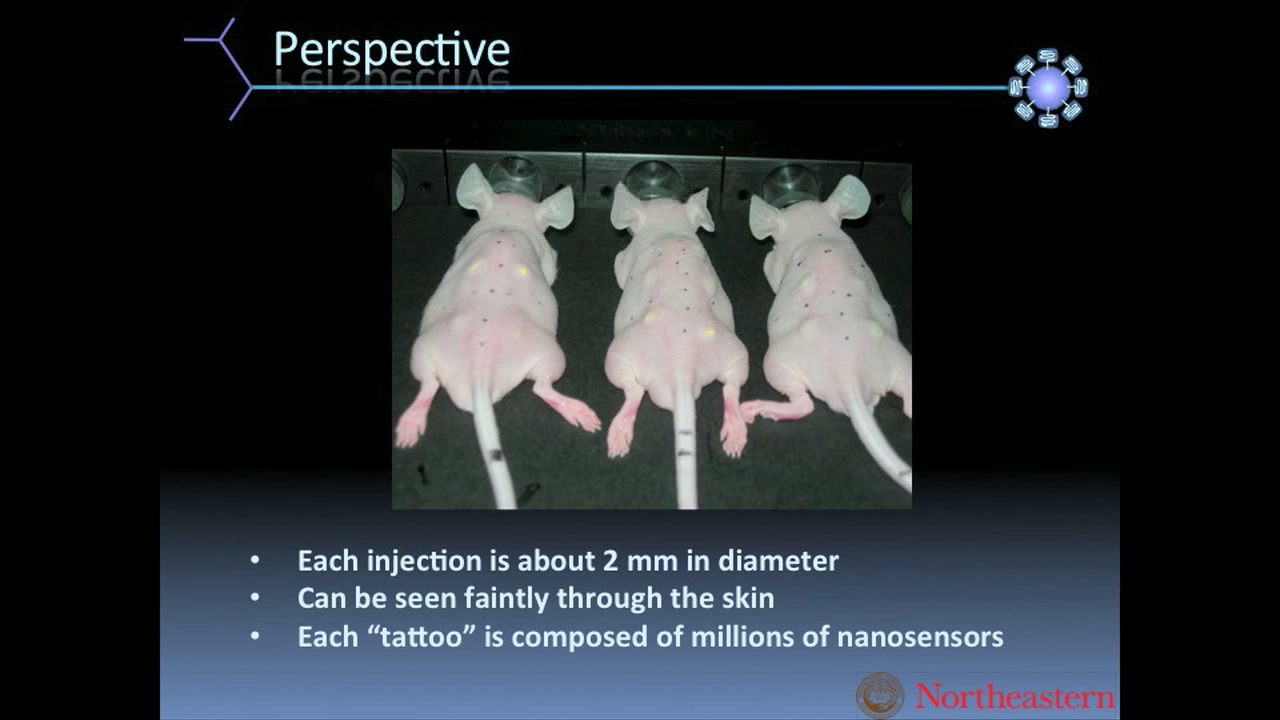 Perspective
• Each injection is about 2 mm in diameter
• Can be seen faintly through the skin
• Each “tattoo” is composed of millions of nanosensors
Northeastern